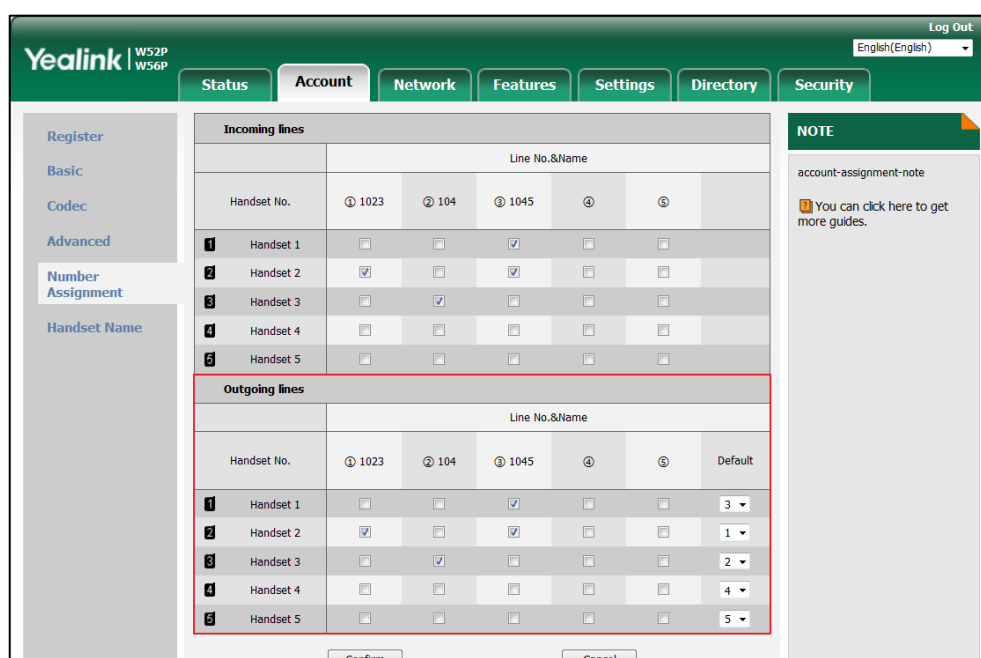 Log Out
Yealink | W52P W56P
English(English)
Status Account Network Features Settings Directory Security
Register
Basic
Codec
Advanced
Number Assignment
Handset Name
Incoming lines
Line No.&Name
Handset No. ① 1023 ② 104 ③ 1045 ④ ⑤
1 Handset 1
2 Handset 2
3 Handset 3
4 Handset 4
5 Handset 5
Outgoing lines
Line No.&Name
Handset No. ① 1023 ② 104 ③ 1045 ④ ⑤ Default
1 Handset 1 3
2 Handset 2 1
3 Handset 3 2
4 Handset 4 4
5 Handset 5 5
Confirm Cancel
NOTE
account-assignment-note
You can click here to get
more guides.